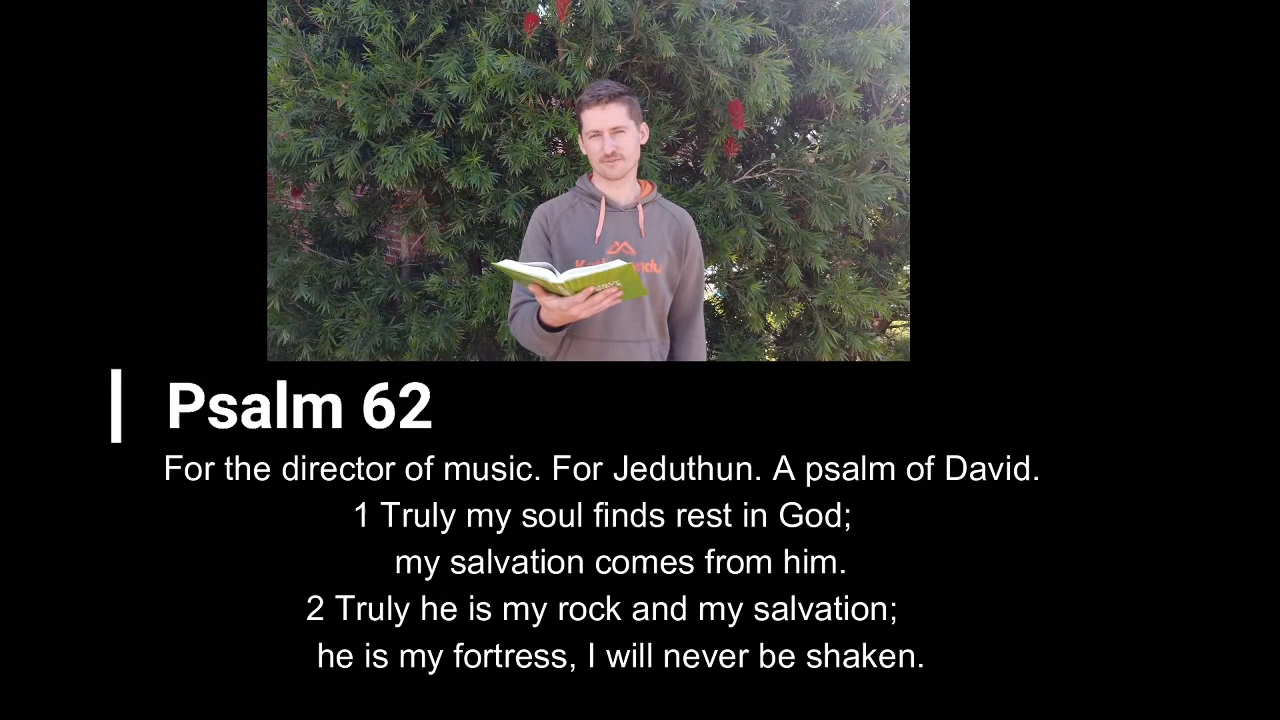 Psalm 62
For the director of music. For Jeduthun. A psalm of David.
1 Truly my soul finds rest in God;
my salvation comes from him.
2 Truly he is my rock and my salvation;
he is my fortress, I will never be shaken.